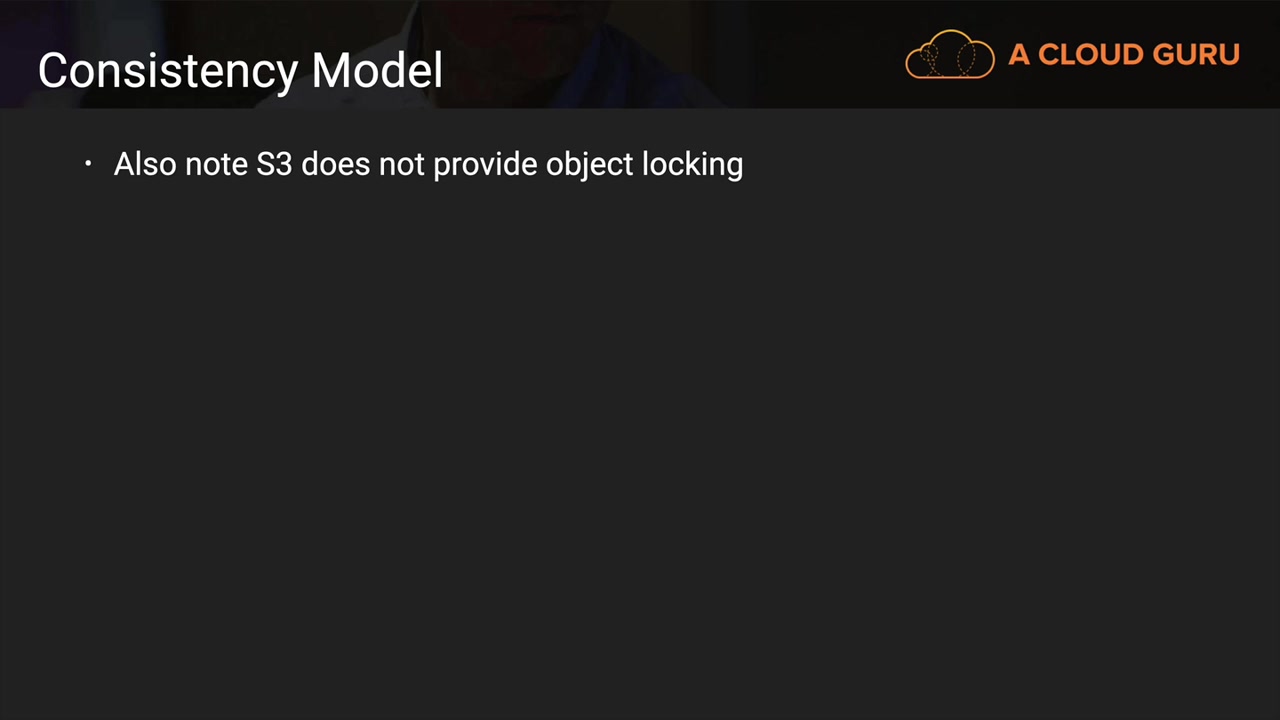 Consistency Model
A CLOUD GURU
· Also note S3 does not provide object locking